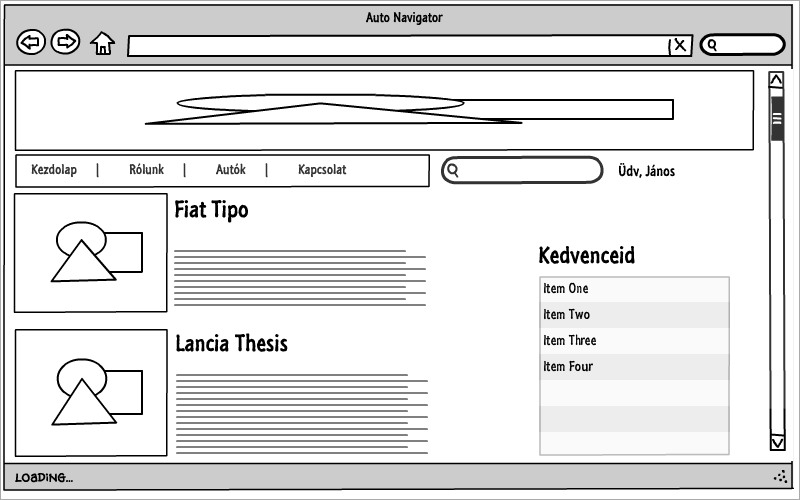 Auto Navigator
X
Kezdolap | Rólunk | Autók | Kapcsolat
Üdv, János
Fiat Tipo
Kedvenceid
Item One
Item Two
Item Three
Item Four
Lancia Thesis
LOADING...